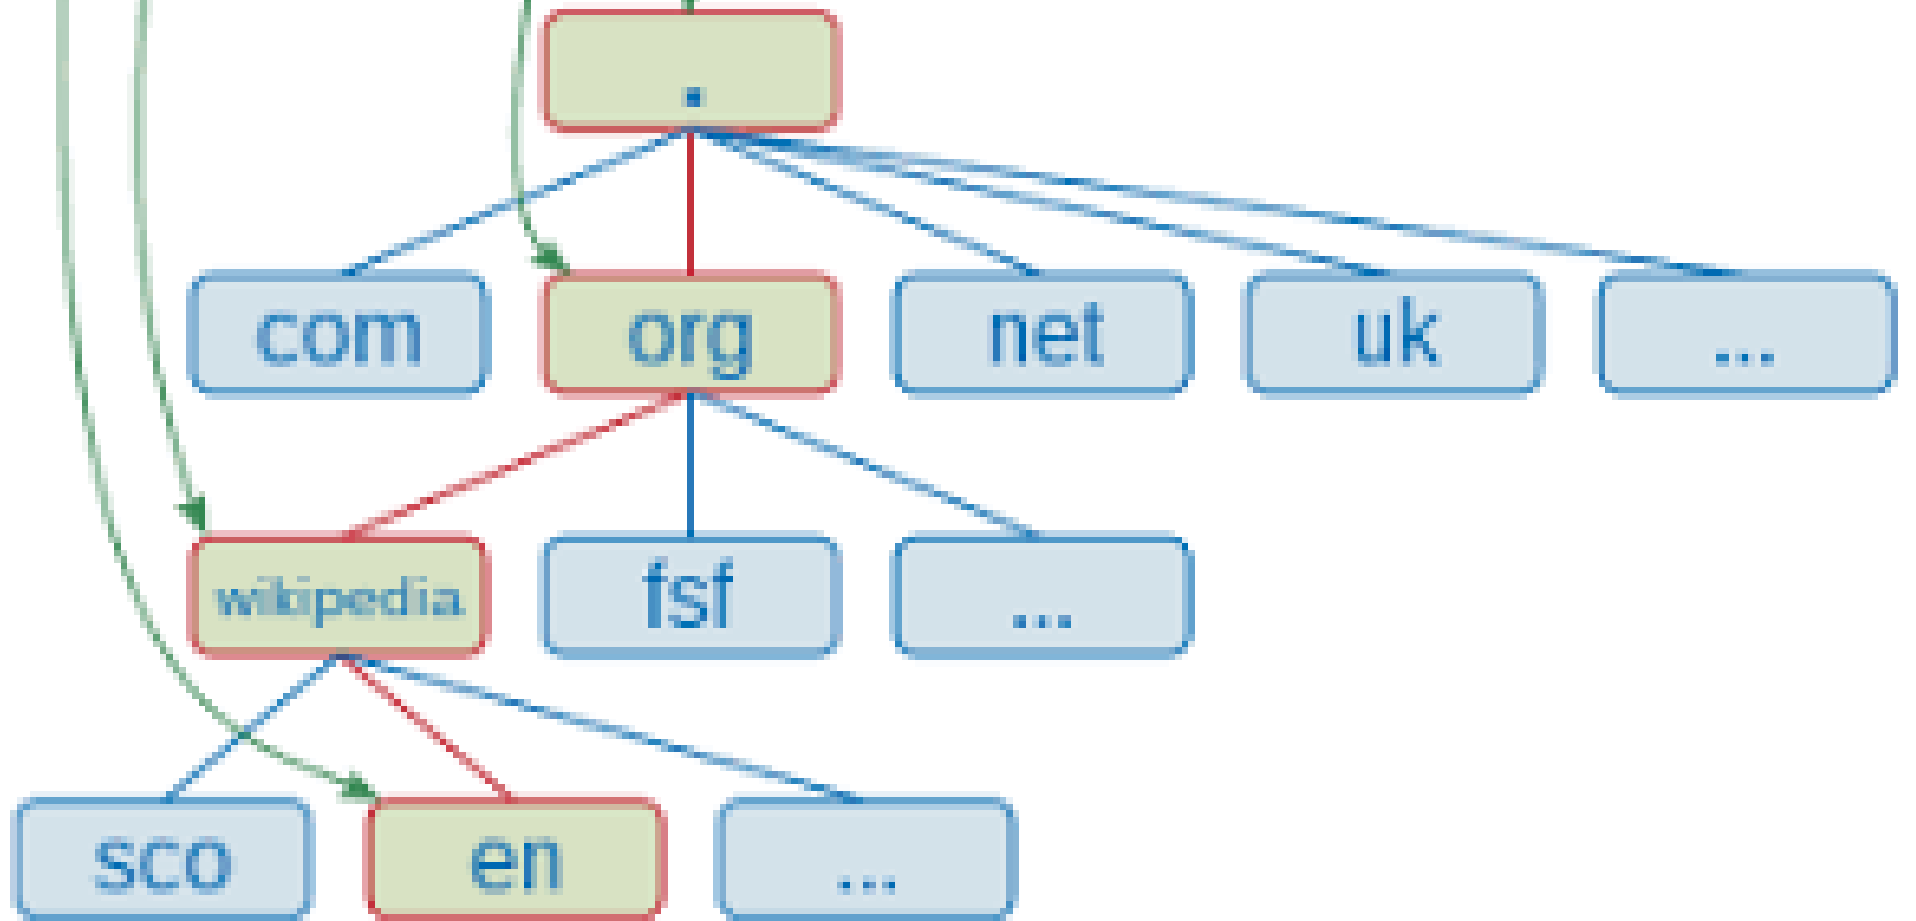 .
com org net uk ...
wikipedia fsf ...
sco en ...